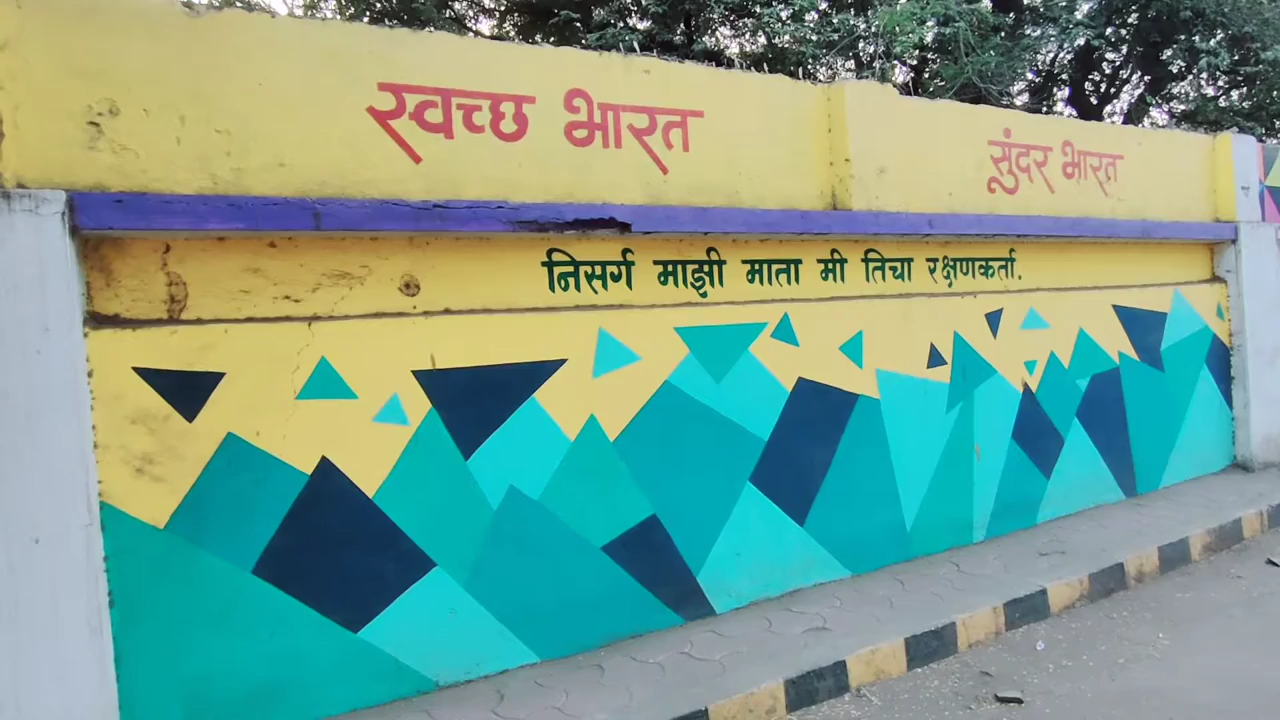 स्वच्छ भारत
सुंदर भारत
निसर्ग माझी माता मी तिचा रक्षणकर्ता.